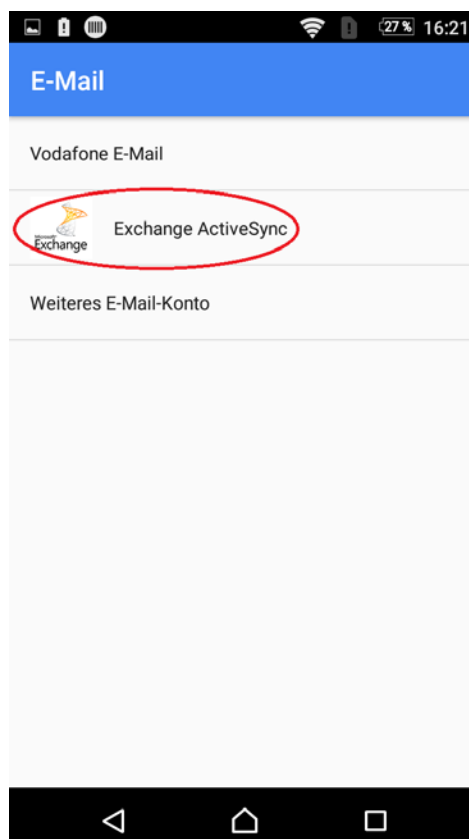 27% 16:21
E-Mail
Vodafone E-Mail
Exchange
Exchange ActiveSync
Weiteres E-Mail-Konto